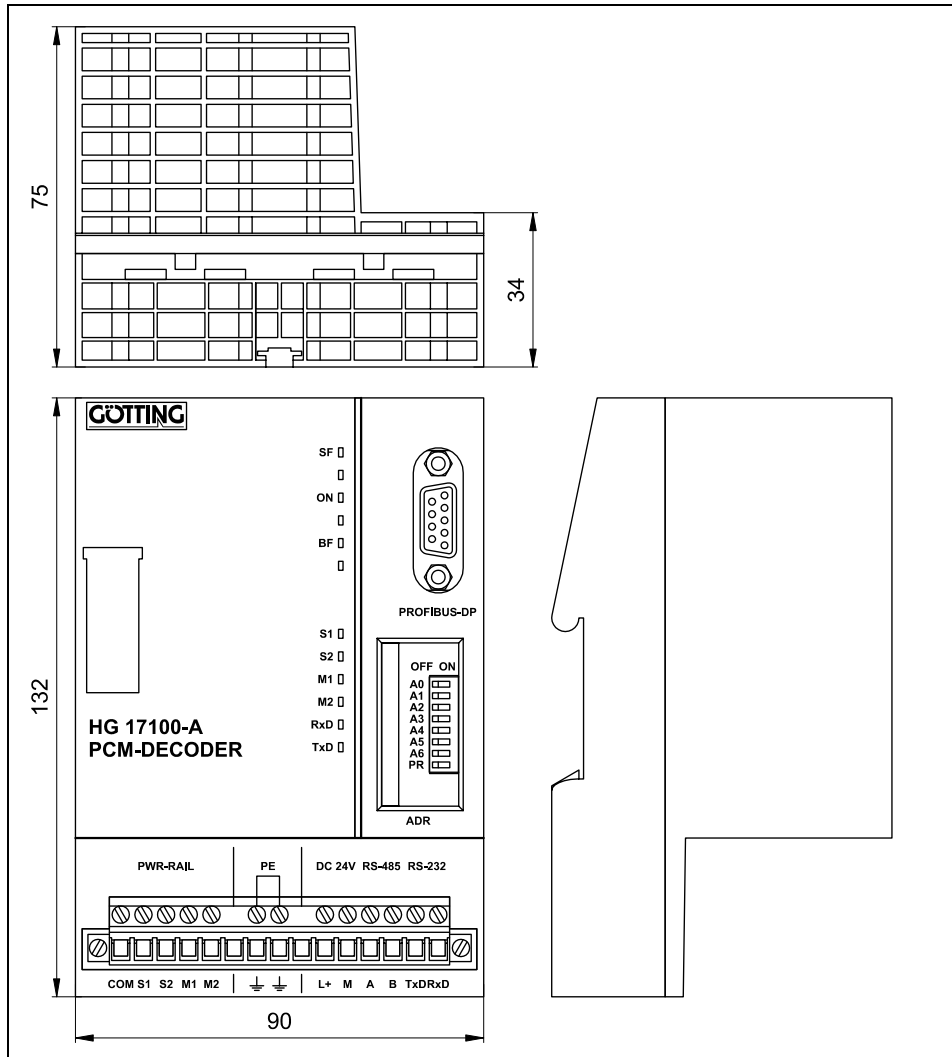 75
34
132
GÖTTING
SF
ON
BF
PROFIBUS-DP
S1
S2
M1
M2
RxD
TxD
OFF ON
A0
A1
A2
A3
A4
A5
A6
PR
ADR
HG 17100-A
PCM-DECODER
PWR-RAIL PE DC 24V RS-485 RS-232
COM S1 S2 M1 M2 L+ M A B TxD RxD
90